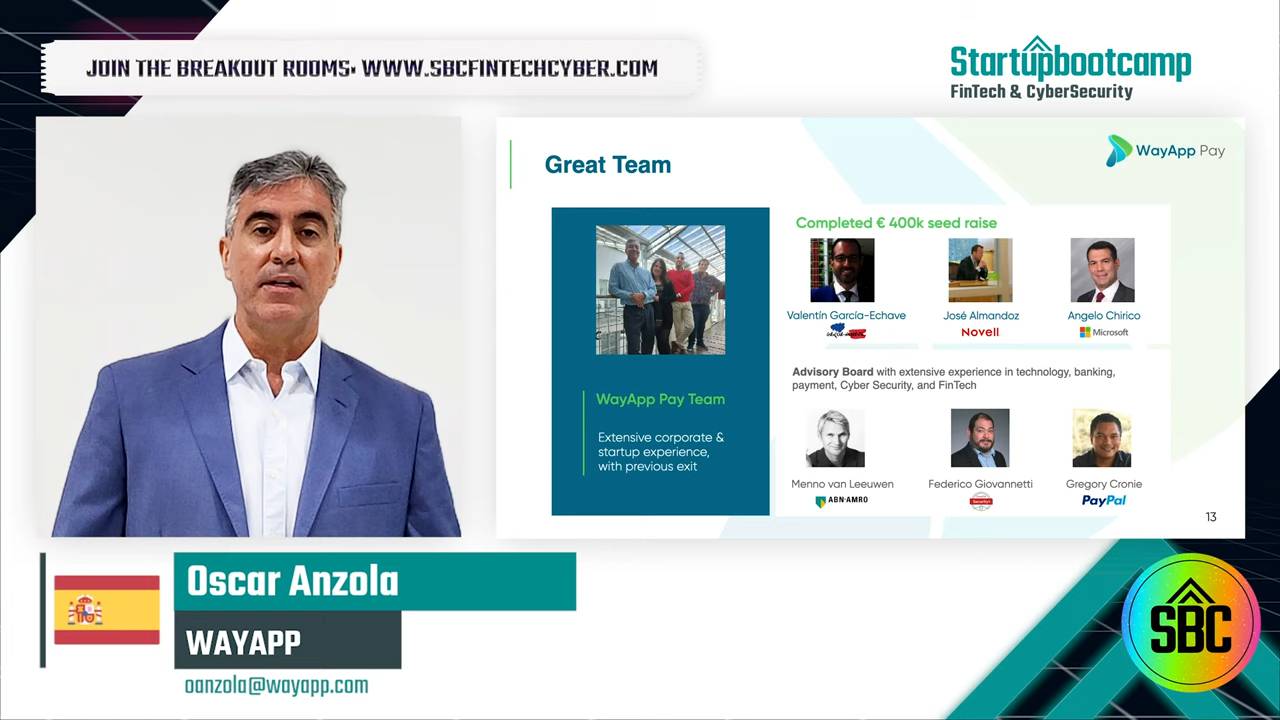 JOIN THE BREAKOUT ROOMS: WWW.SBCFINTECHCYBER.COM
Startupbootcamp
FinTech & CyberSecurity
Great Team
WayApp Pay
Completed € 400k seed raise
Valentín García-Echave
José Almandoz
Angelo Chirico
Novell
Microsoft
Advisory Board with extensive experience in technology, banking,
payment, Cyber Security, and FinTech
WayApp Pay Team
Extensive corporate &
startup experience,
with previous exit
Menno van Leeuwen
Federico Giovannetti
Gregory Cronie
ABN·AMRO
Security+
PayPal
13
Oscar Anzola
WAYAPP
oanzola@wayapp.com
SBC